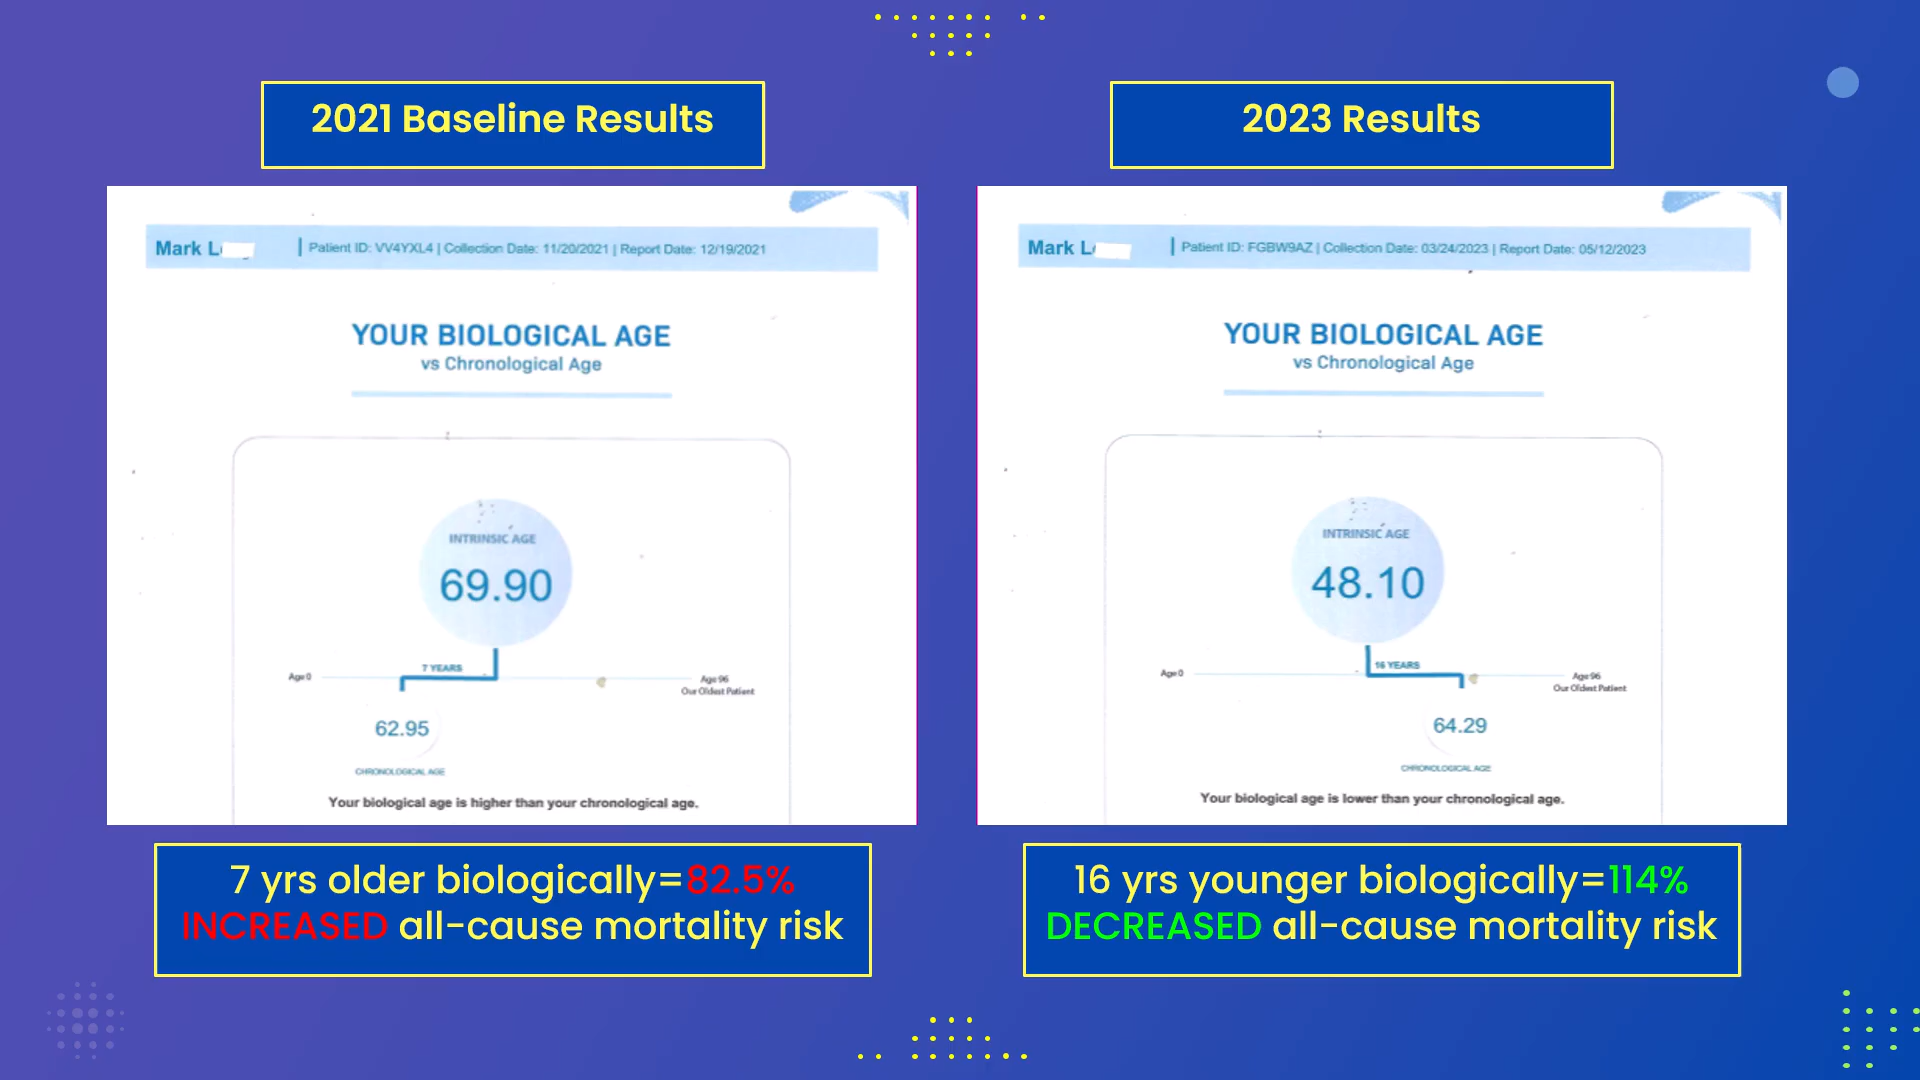 2021 Baseline Results
Mark L
Patient ID: VV4YXL4 | Collection Date: 11/20/2021 | Report Date: 12/19/2021
YOUR BIOLOGICAL AGE
vs Chronological Age
INTRINSIC AGE
69.90
7 YEARS
Age 0
Age 96
Our Oldest Patient
62.95
CHRONOLOGICAL AGE
Your biological age is higher than your chronological age.
7 yrs older biologically=82.5%
INCREASED all-cause mortality risk
2023 Results
Mark L
Patient ID: FGBW9AZ | Collection Date: 03/24/2023 | Report Date: 05/12/2023
YOUR BIOLOGICAL AGE
vs Chronological Age
INTRINSIC AGE
48.10
16 YEARS
Age 0
Age 96
Our Oldest Patient
64.29
CHRONOLOGICAL AGE
Your biological age is lower than your chronological age.
16 yrs younger biologically=114%
DECREASED all-cause mortality risk